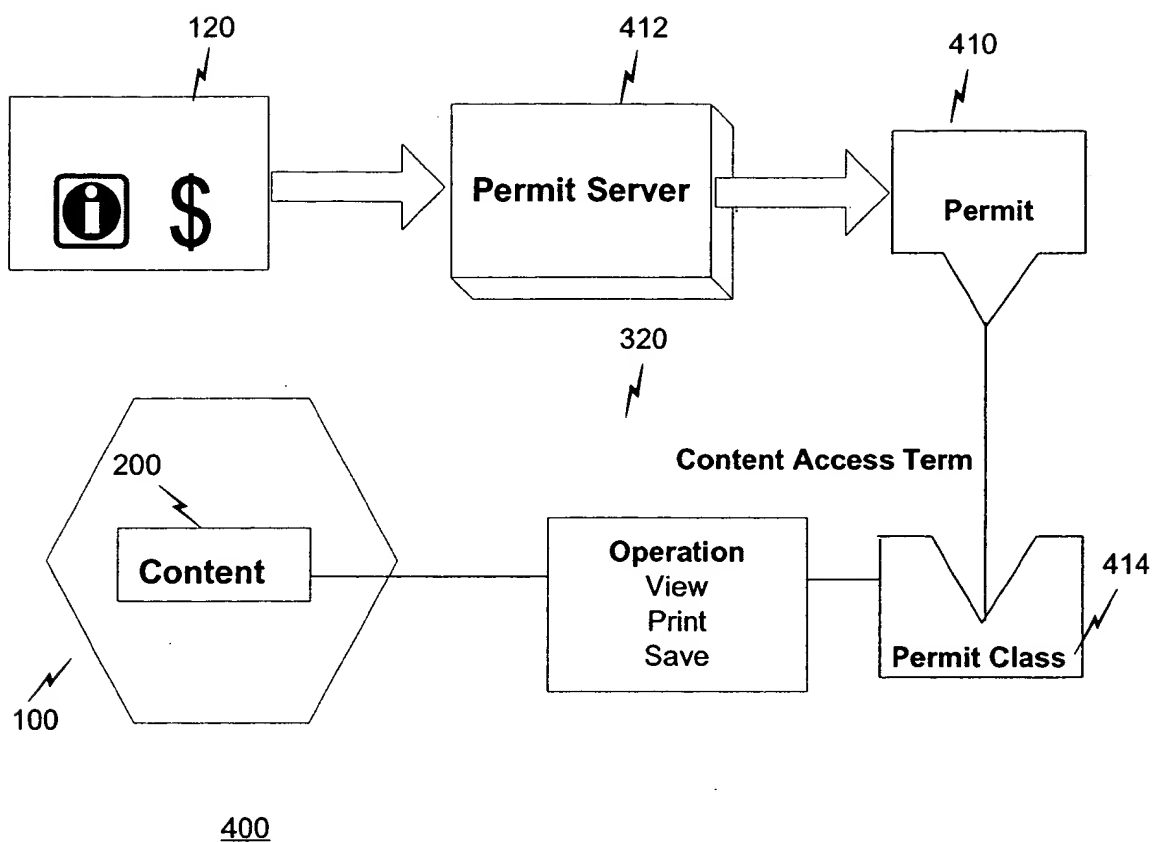 120
412
410
i $
Permit Server
Permit
320
Content Access Term
200
Content
Operation
View
Print
Save
414
Permit Class
100
400